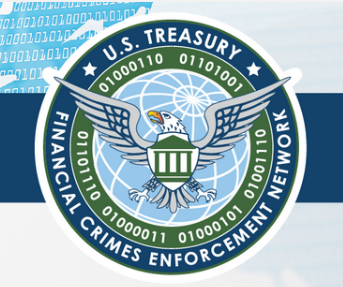 U.S. TREASURY
01000110 01101001
01101110 01000011 01000101 01001110
FINANCIAL CRIMES ENFORCEMENT NETWORK